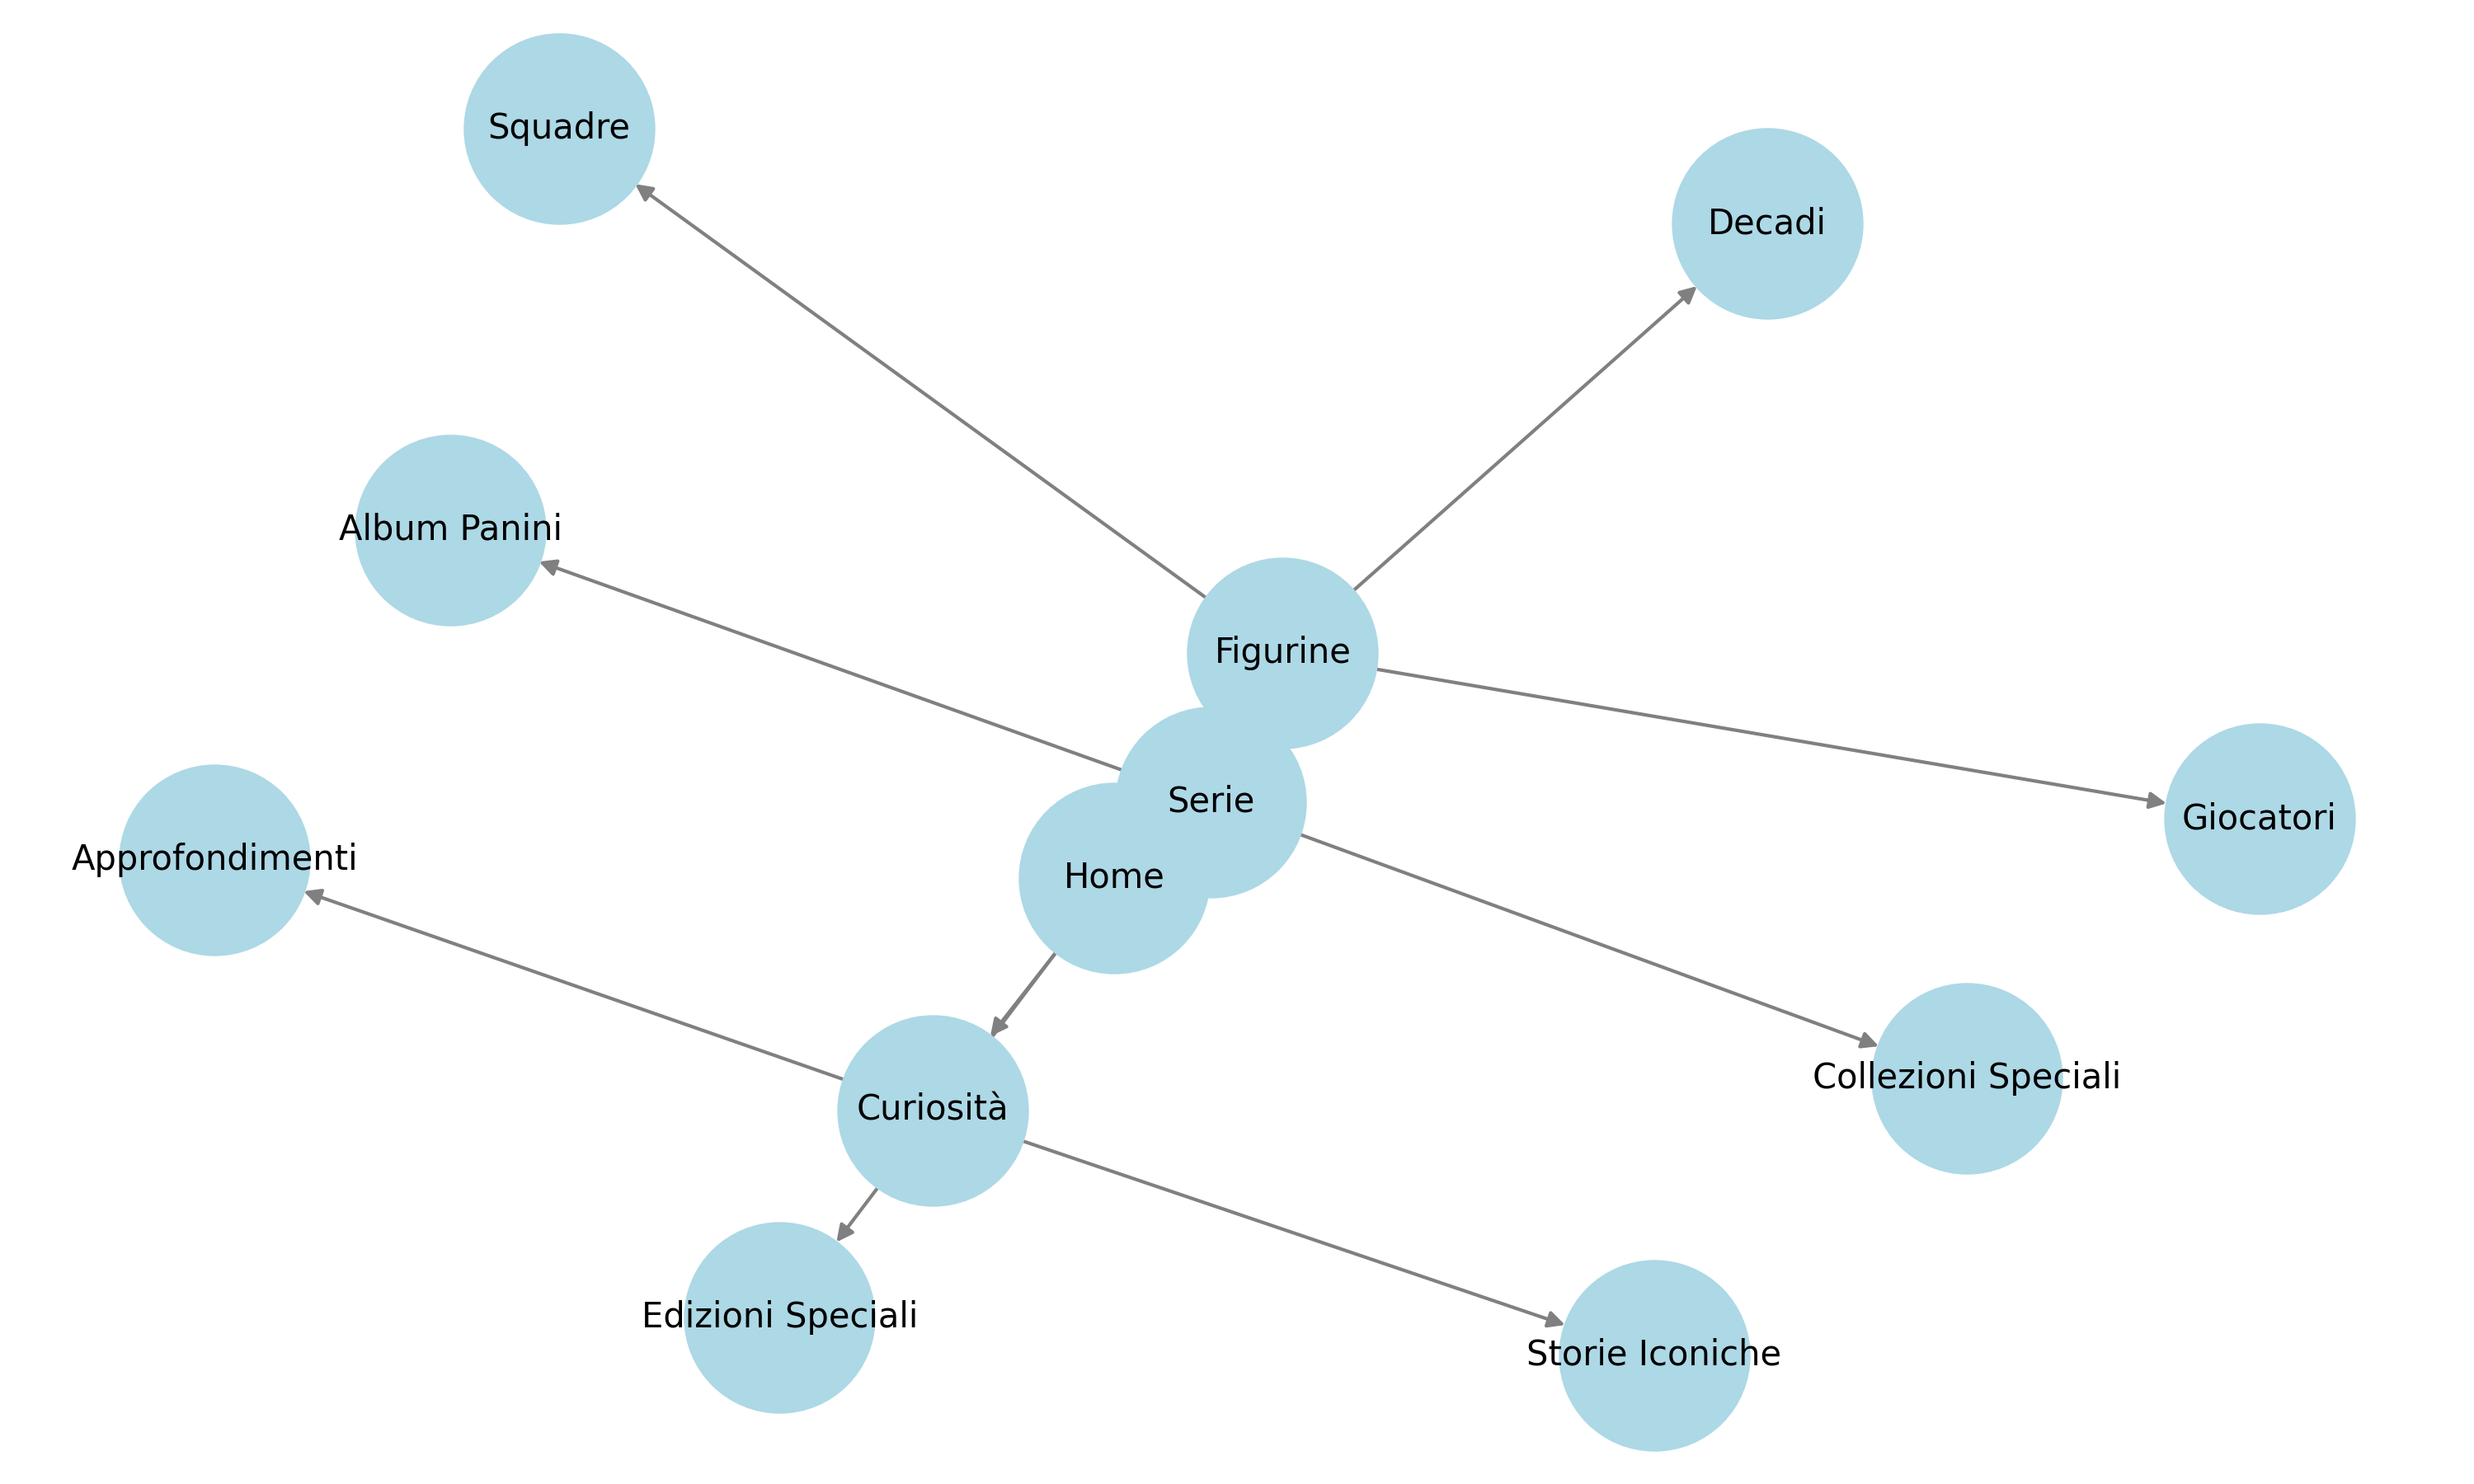 Squadre
Decadi
Album Panini
Figurine
Serie
Giocatori
Approfondimenti
Home
Collezioni Speciali
Curiosità
Edizioni Speciali
Storie Iconiche